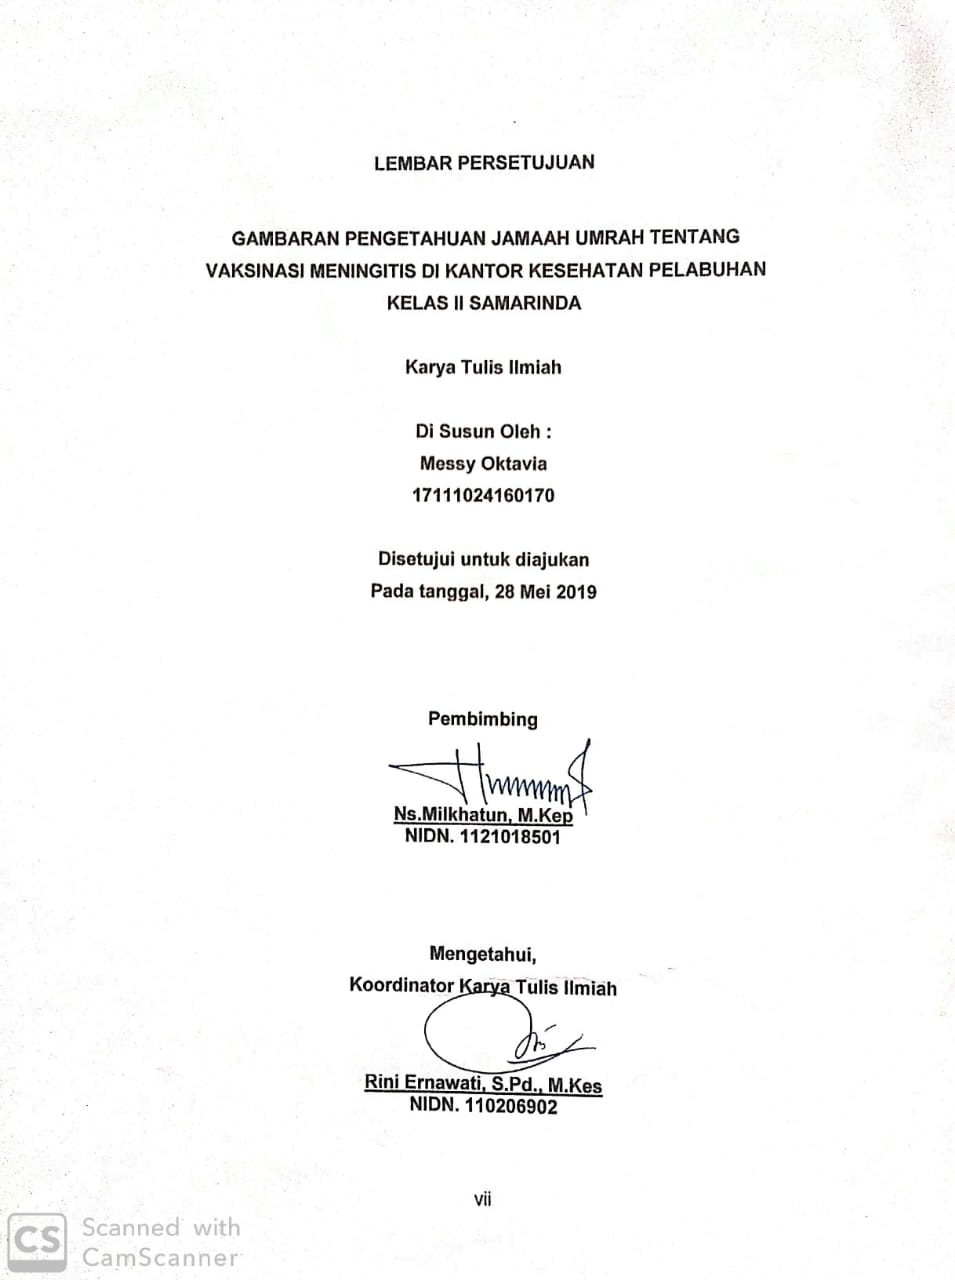 LEMBAR PERSETUJUAN
GAMBARAN PENGETAHUAN JAMAAH UMRAH TENTANG
VAKSINASI MENINGITIS DI KANTOR KESEHATAN PELABUHAN
KELAS II SAMARINDA
Karya Tulis Ilmiah
Di Susun Oleh :
Messy Oktavia
17111024160170
Disetujui untuk diajukan
Pada tanggal, 28 Mei 2019
Pembimbing
Ns.Milkhatun, M.Kep
NIDN. 1121018501
Mengetahui,
Koordinator Karya Tulis Ilmiah
Rini Ernawati, S.Pd., M.Kes
NIDN. 110206902
vii
CS Scanned with
CamScanner